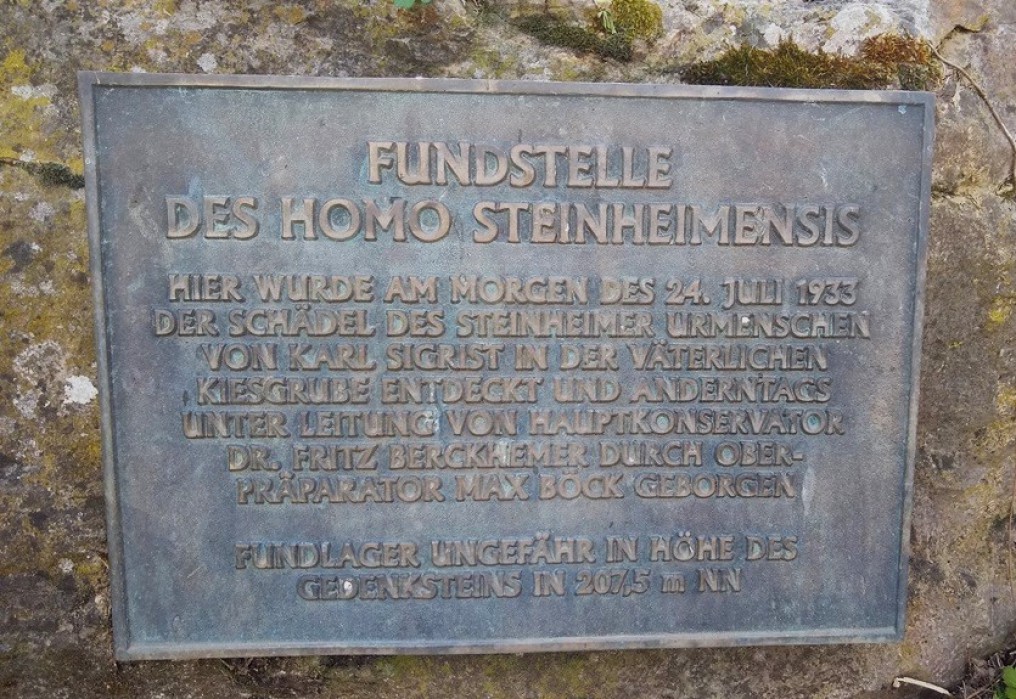 FUNDSTELLE
DES HOMO STEINHEIMENSIS
HIER WURDE AM MORGEN DES 24. JULI 1933
DER SCHÄDEL DES STEINHEIMER URMENSCHEN
VON KARL SIGRIST IN DER VÄTERLICHEN
KIESGRUBE ENTDECKT UND ANDERNTAGS
UNTER LEITUNG VON HAUPTKONSERVATOR
DR. FRITZ BERCKHEMER DURCH OBER-
PRÄPARATOR MAX BÖCK GEBORGEN
FUNDLAGER UNGEFÄHR IN HÖHE DES
GEDENKSTEINS IN 207,5 m NN